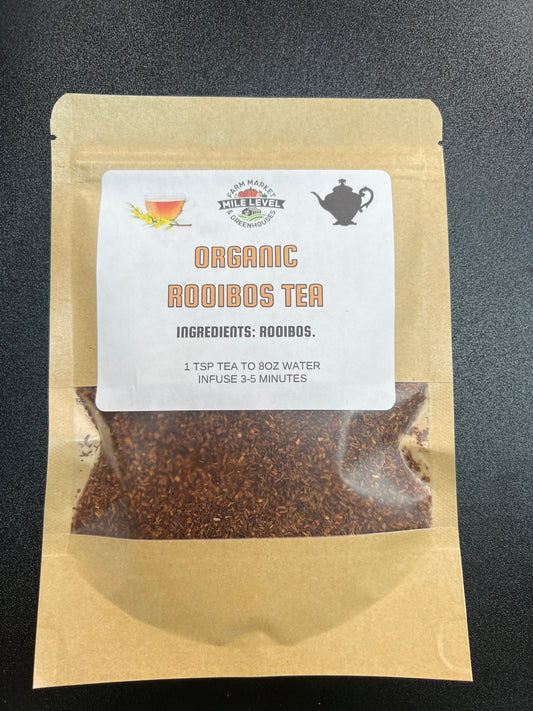 FARM MARKET
MILE LEVEL
& GREENHOUSES
ORGANIC
ROOIBOS TEA
INGREDIENTS: ROOIBOS.
1 TSP TEA TO 8OZ WATER
INFUSE 3-5 MINUTES